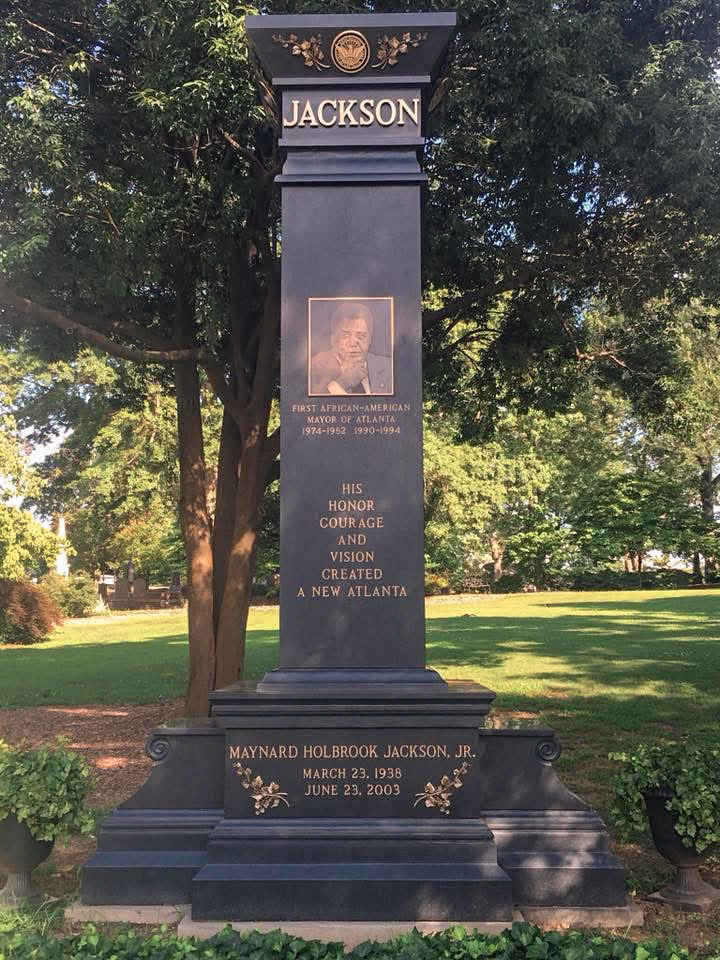 JACKSON
FIRST AFRICAN-AMERICAN
MAYOR OF ATLANTA
1974-1982 1990-1994
HIS
HONOR
COURAGE
AND
VISION
CREATED
A NEW ATLANTA
MAYNARD HOLBROOK JACKSON, JR.
MARCH 23, 1938
JUNE 23, 2003